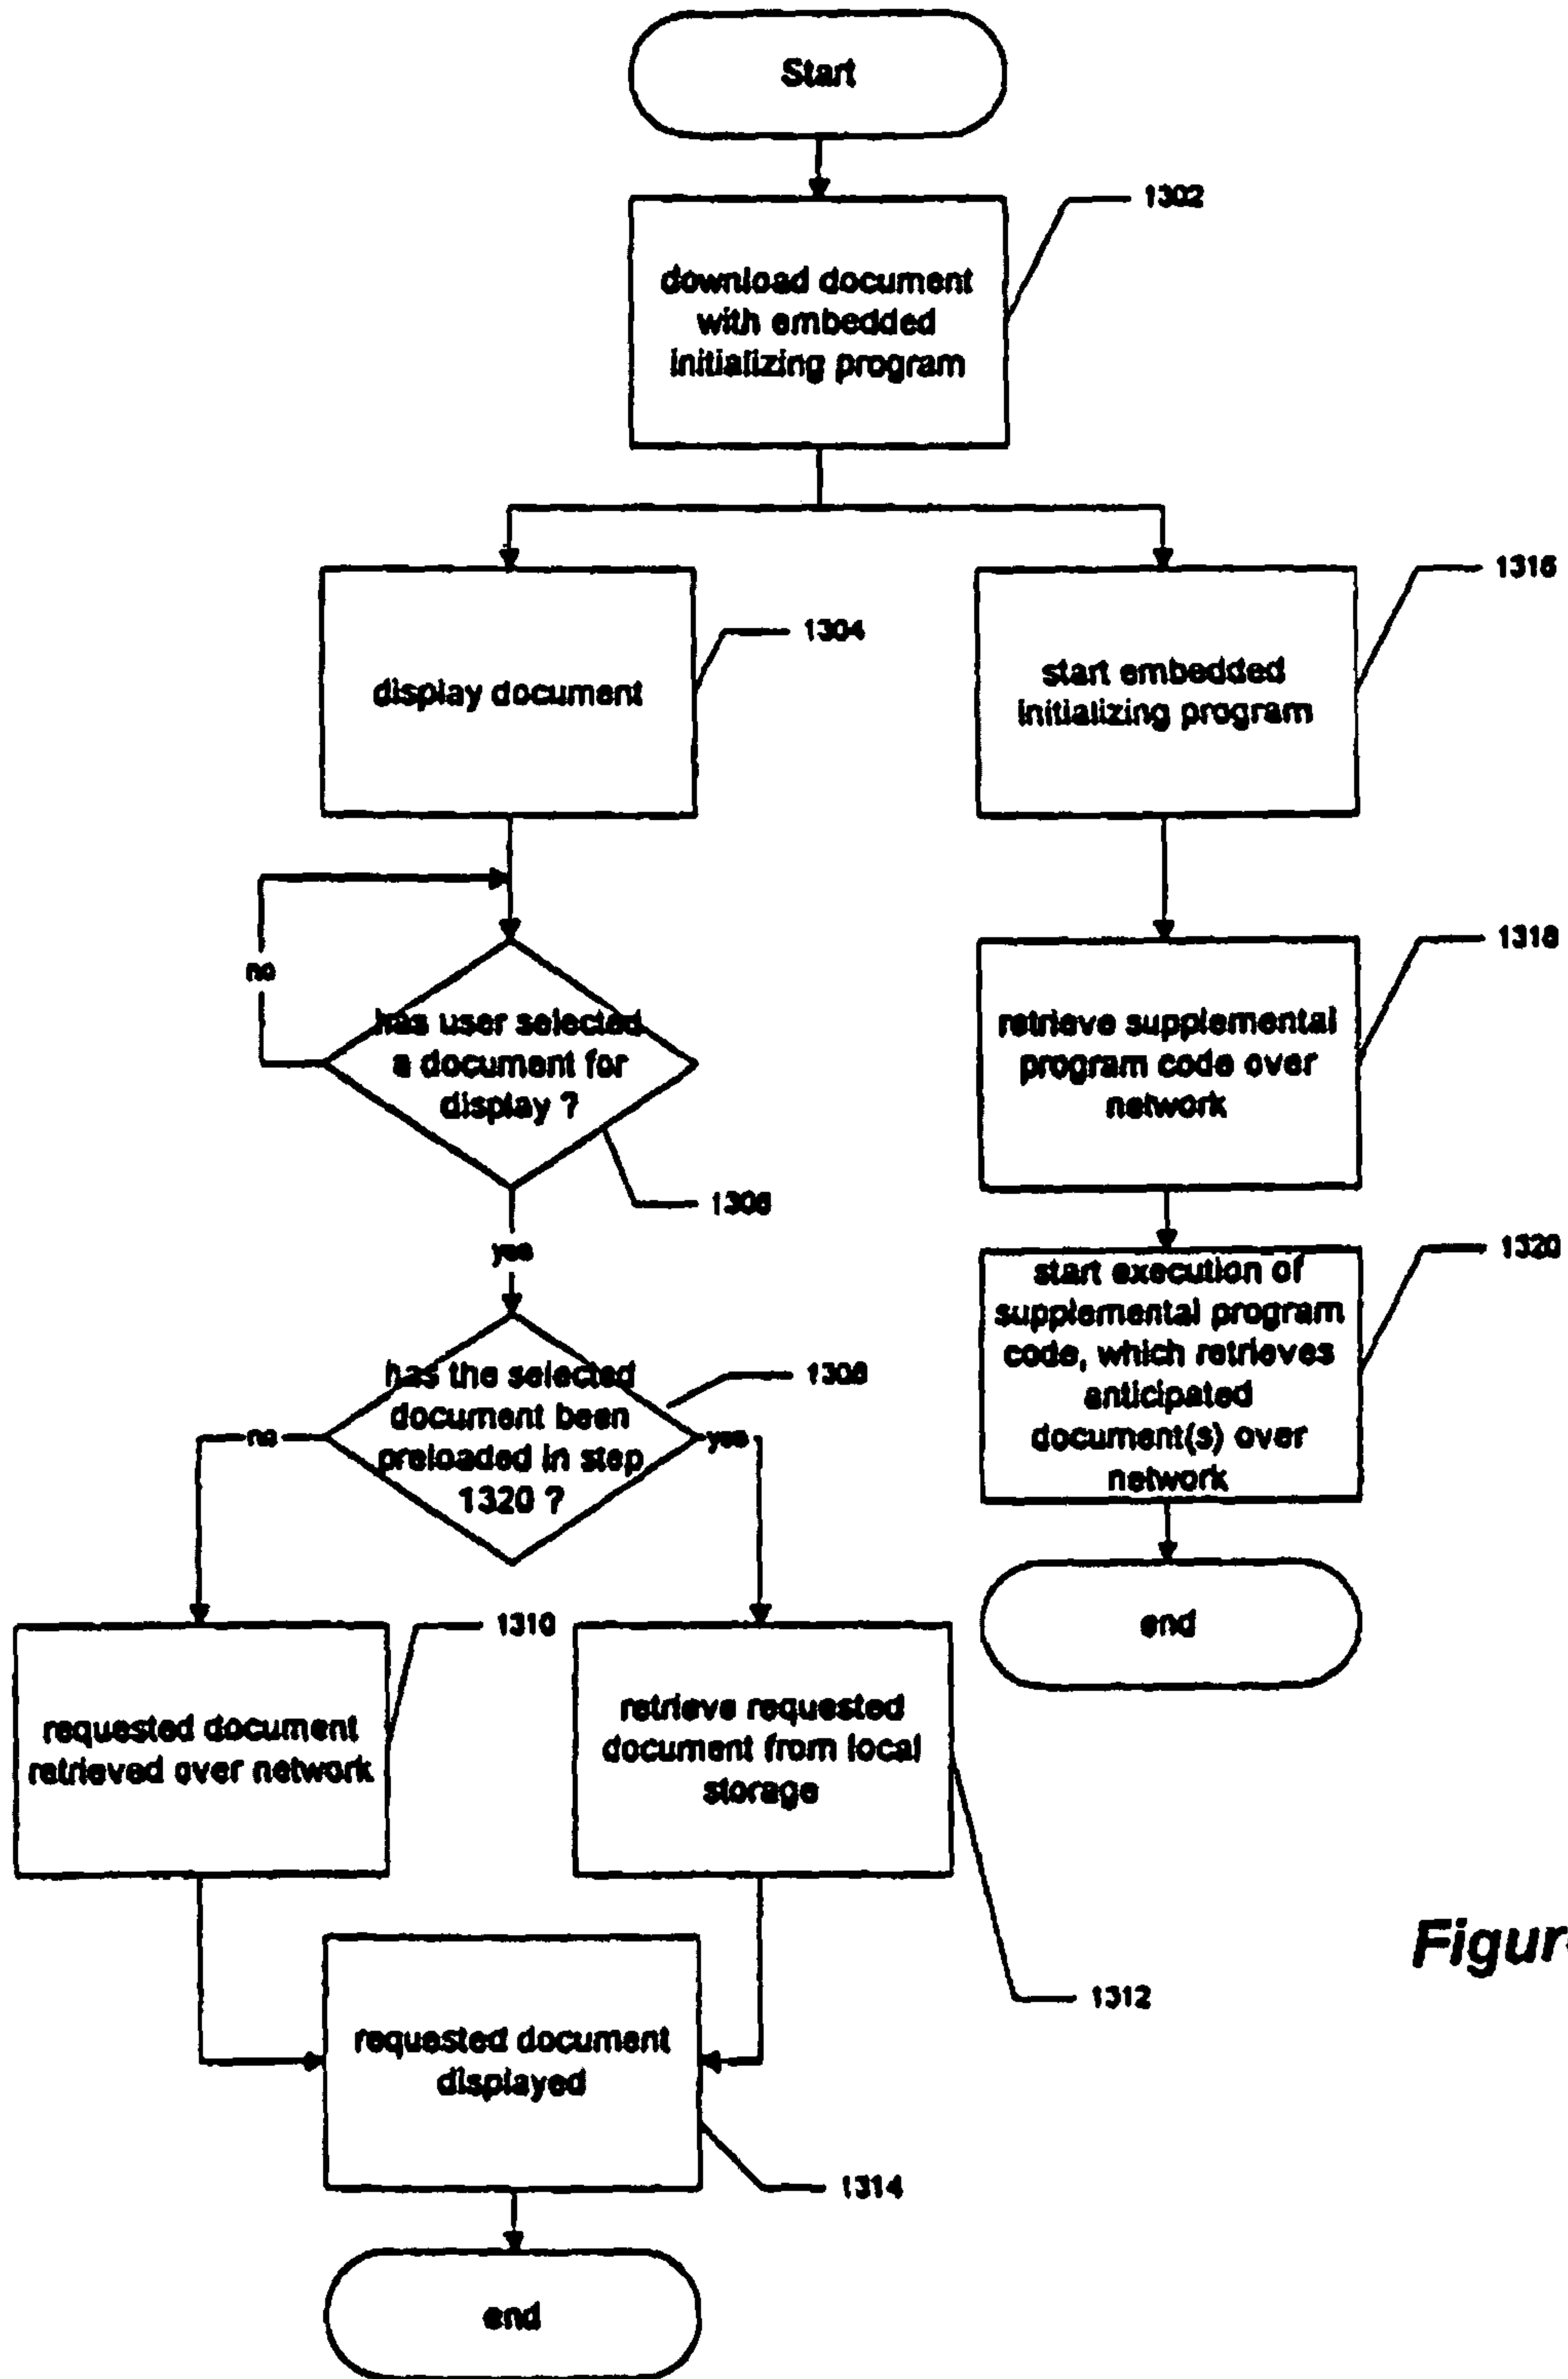 Start
1302
download document
with embedded
initializing program
1316
1304
display document
start embedded
initializing program
no
has user selected
a document for
display ?
1306
1318
retrieve supplemental
program code over
network
yes
1320
start execution of
supplemental program
code, which retrieves
anticipated
document(s) over
network
1308
has the selected
document been
preloaded in step
1320 ?
no
yes
end
1310
requested document
retrieved over network
retrieve requested
document from local
storage
1312
requested document
displayed
1314
end